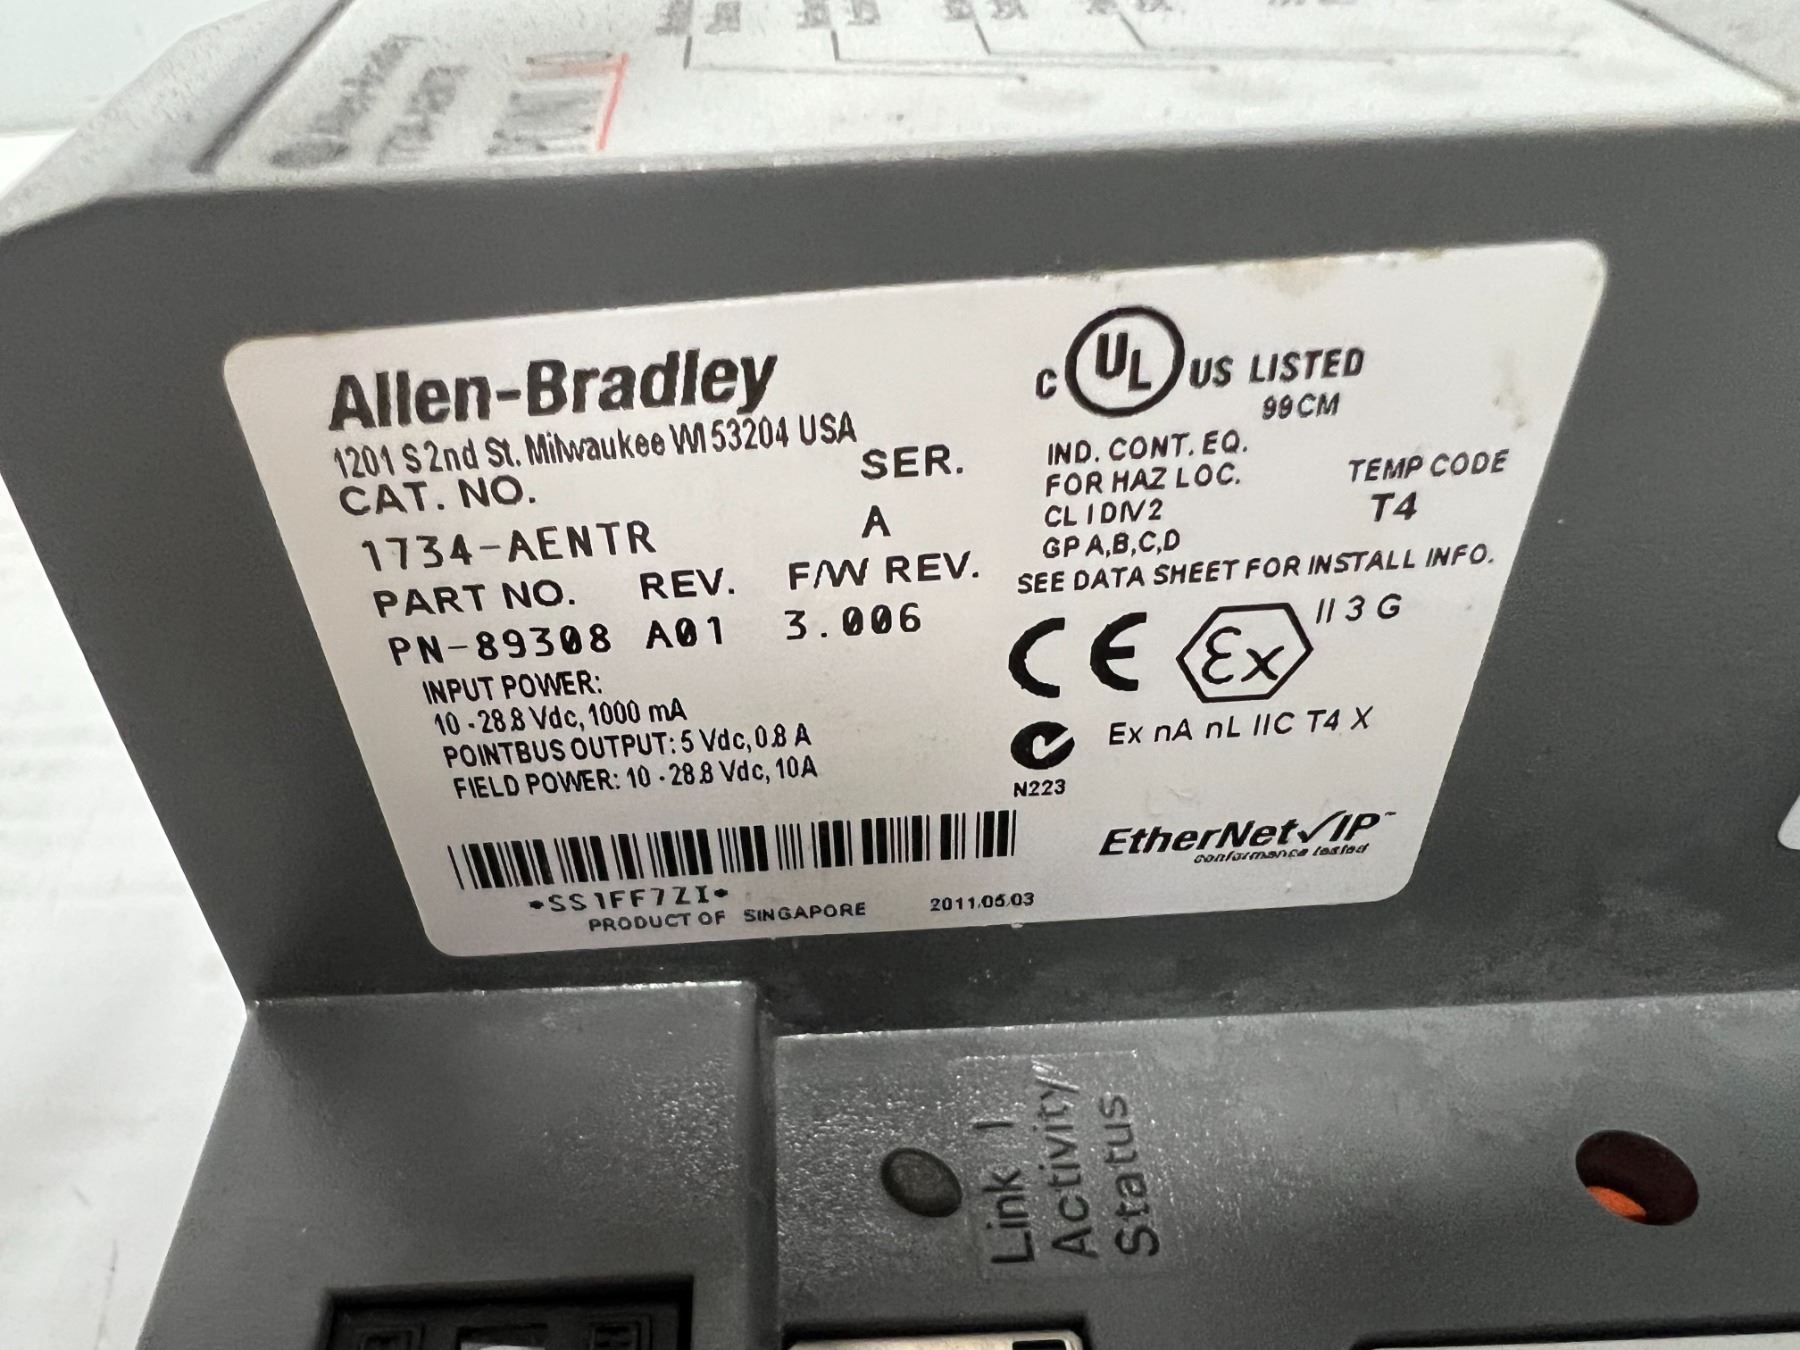 Allen-Bradley
1201 S 2nd St. Milwaukee WI 53204 USA
CAT. NO. SER.
1734-AENTR A
PART NO. REV. F/W REV.
PN-89308 A01 3.006
INPUT POWER:
10 - 28.8 Vdc, 1000 mA
POINTBUS OUTPUT: 5 Vdc, 0.8 A
FIELD POWER: 10 - 28.8 Vdc, 10A
*SS1FF7ZI*
PRODUCT OF SINGAPORE 2011.05.03
C UL US LISTED
99CM
IND. CONT. EQ.
FOR HAZ LOC. TEMP CODE
CL I DIV 2 T4
GP A,B,C,D
SEE DATA SHEET FOR INSTALL INFO.
CE Ex II 3 G
Ex nA nL IIC T4 X
N223
EtherNet/IP™
conformance tested
Link 1
Activity
Status